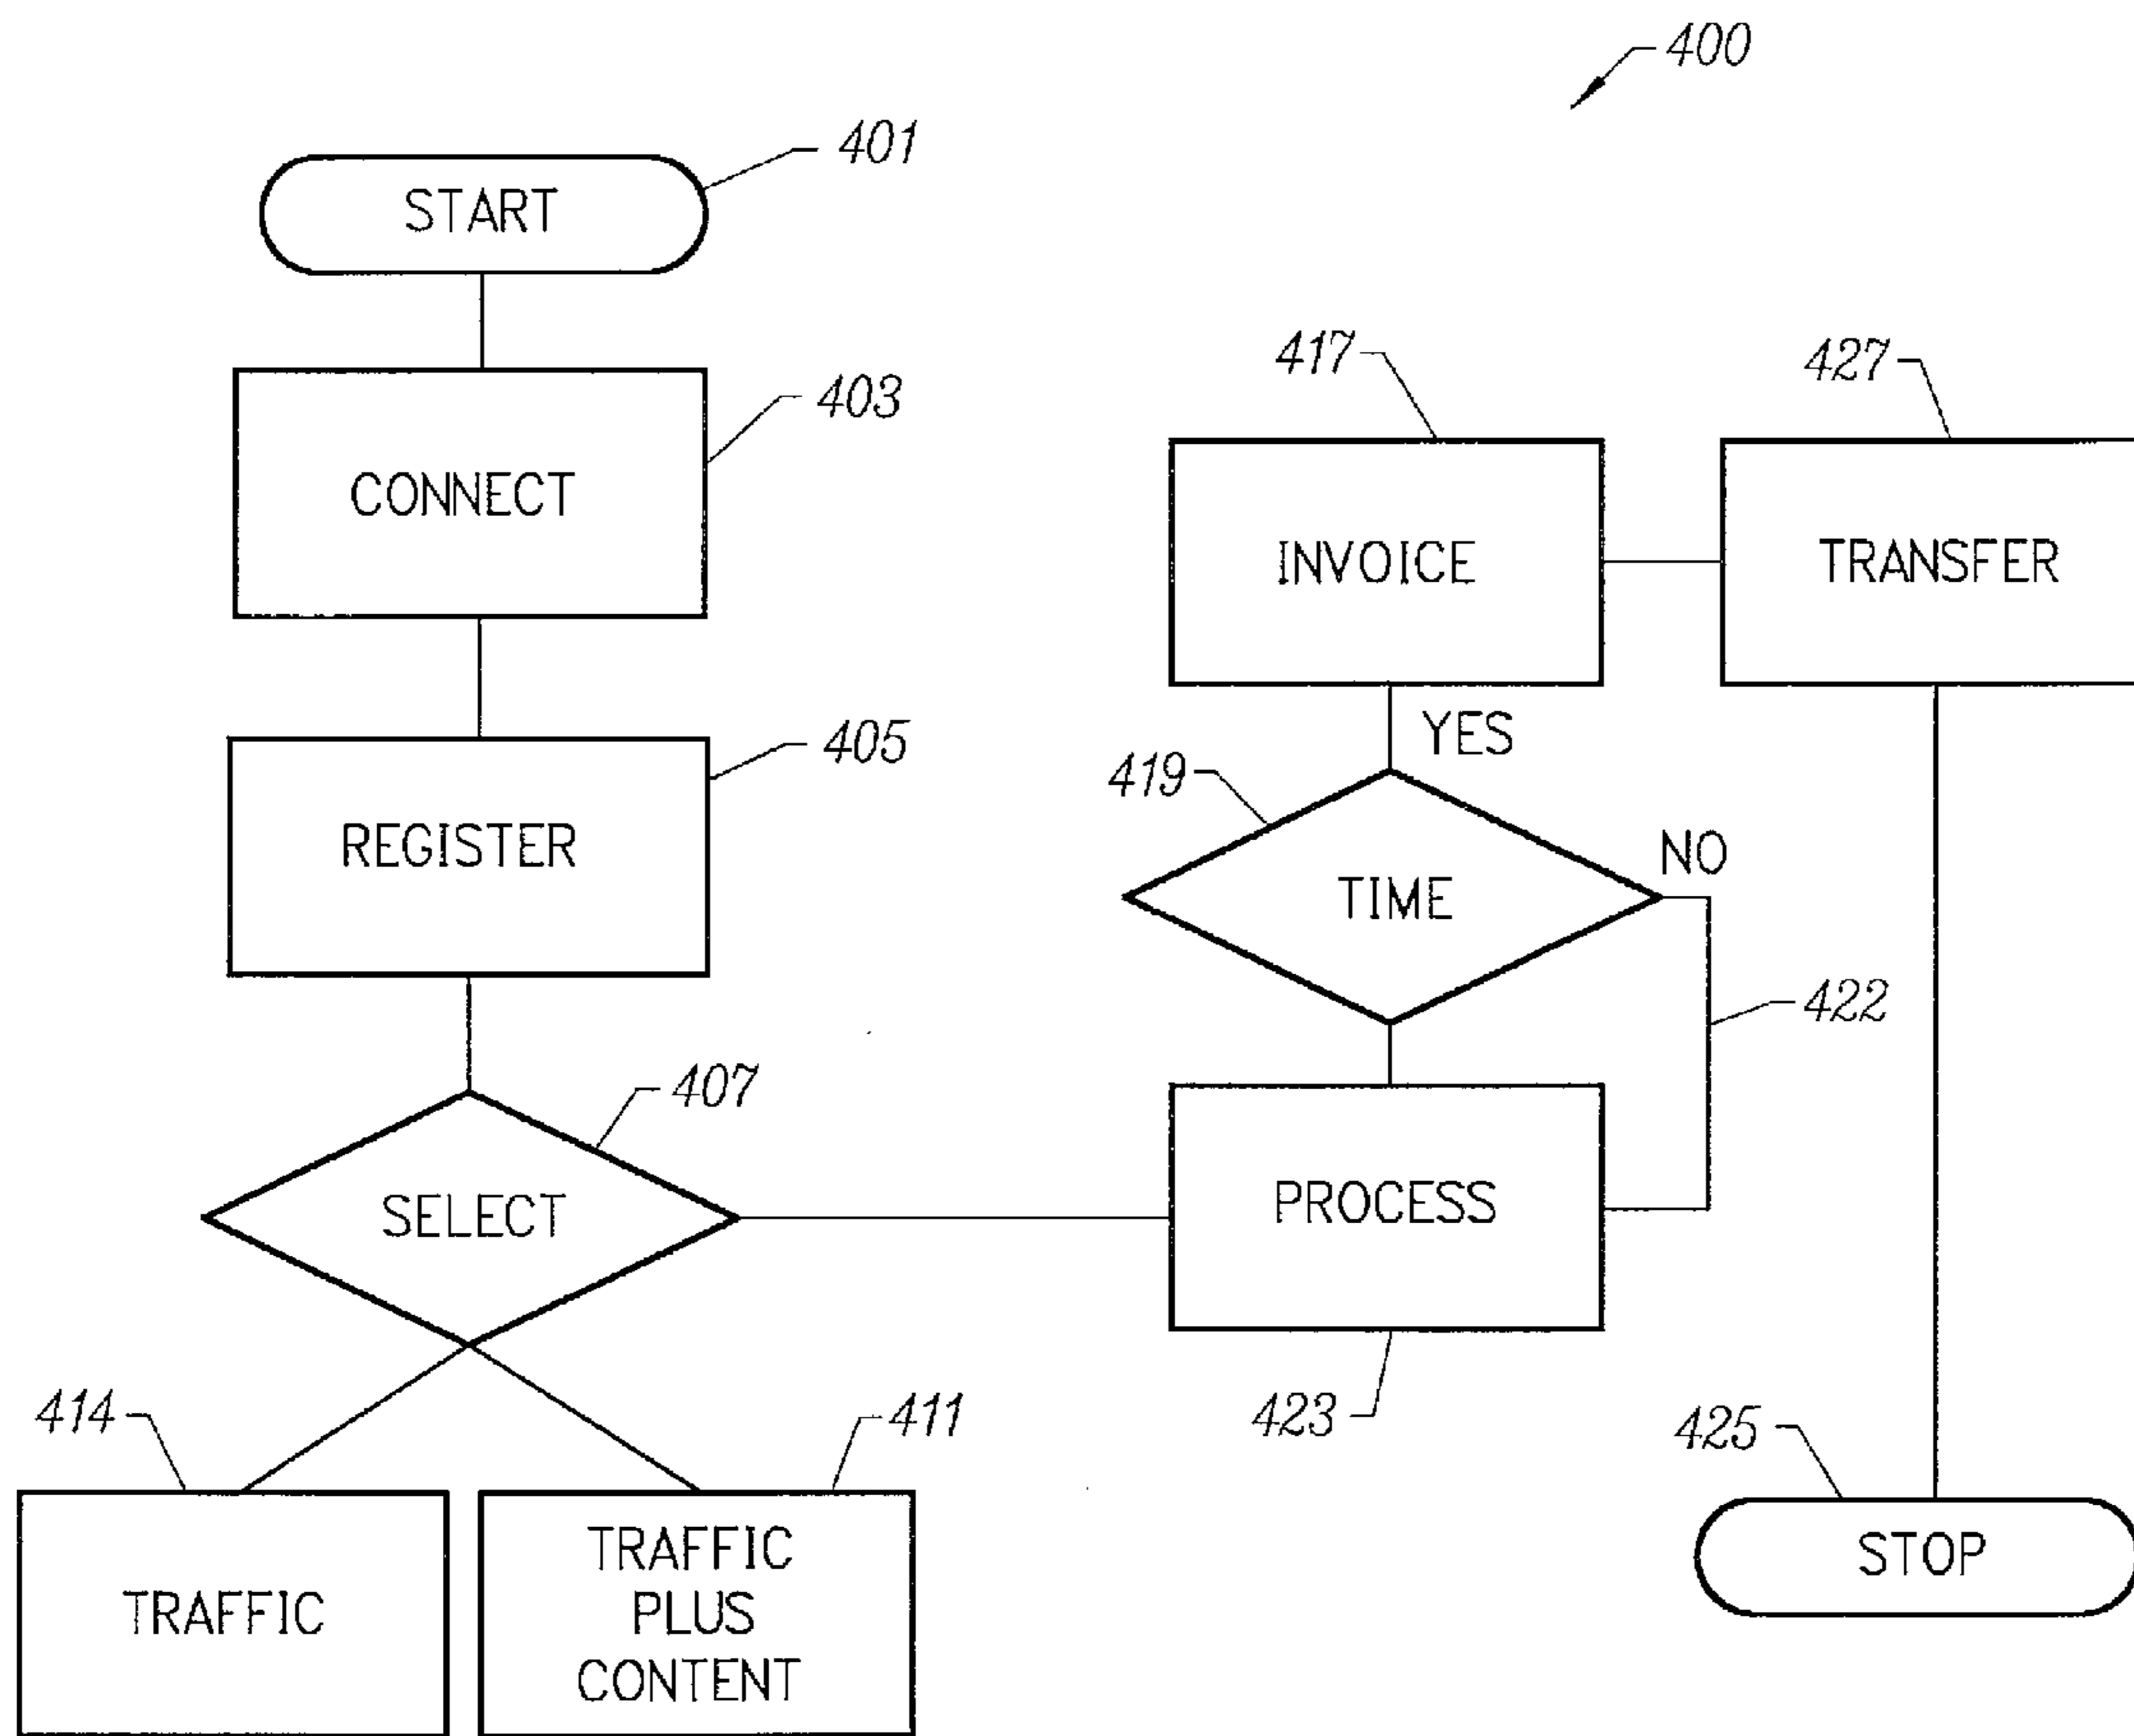 400
401
START
403
CONNECT
405
REGISTER
407
SELECT
414
TRAFFIC
411
TRAFFIC
PLUS
CONTENT
417
INVOICE
427
TRANSFER
YES
419
TIME
NO
422
PROCESS
423
425
STOP